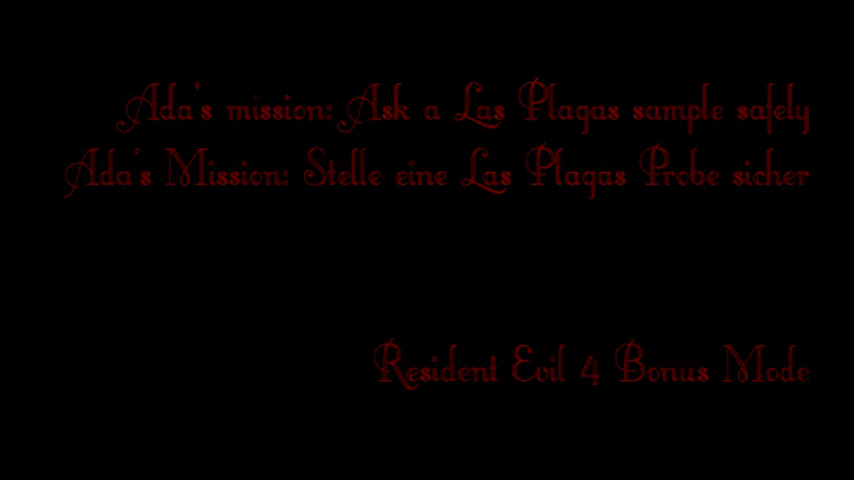 Ada's mission: Ask a Las Plagas sample safely
Ada's Mission: Stelle eine Las Plagas Probe sicher
Resident Evil 4 Bonus Mode